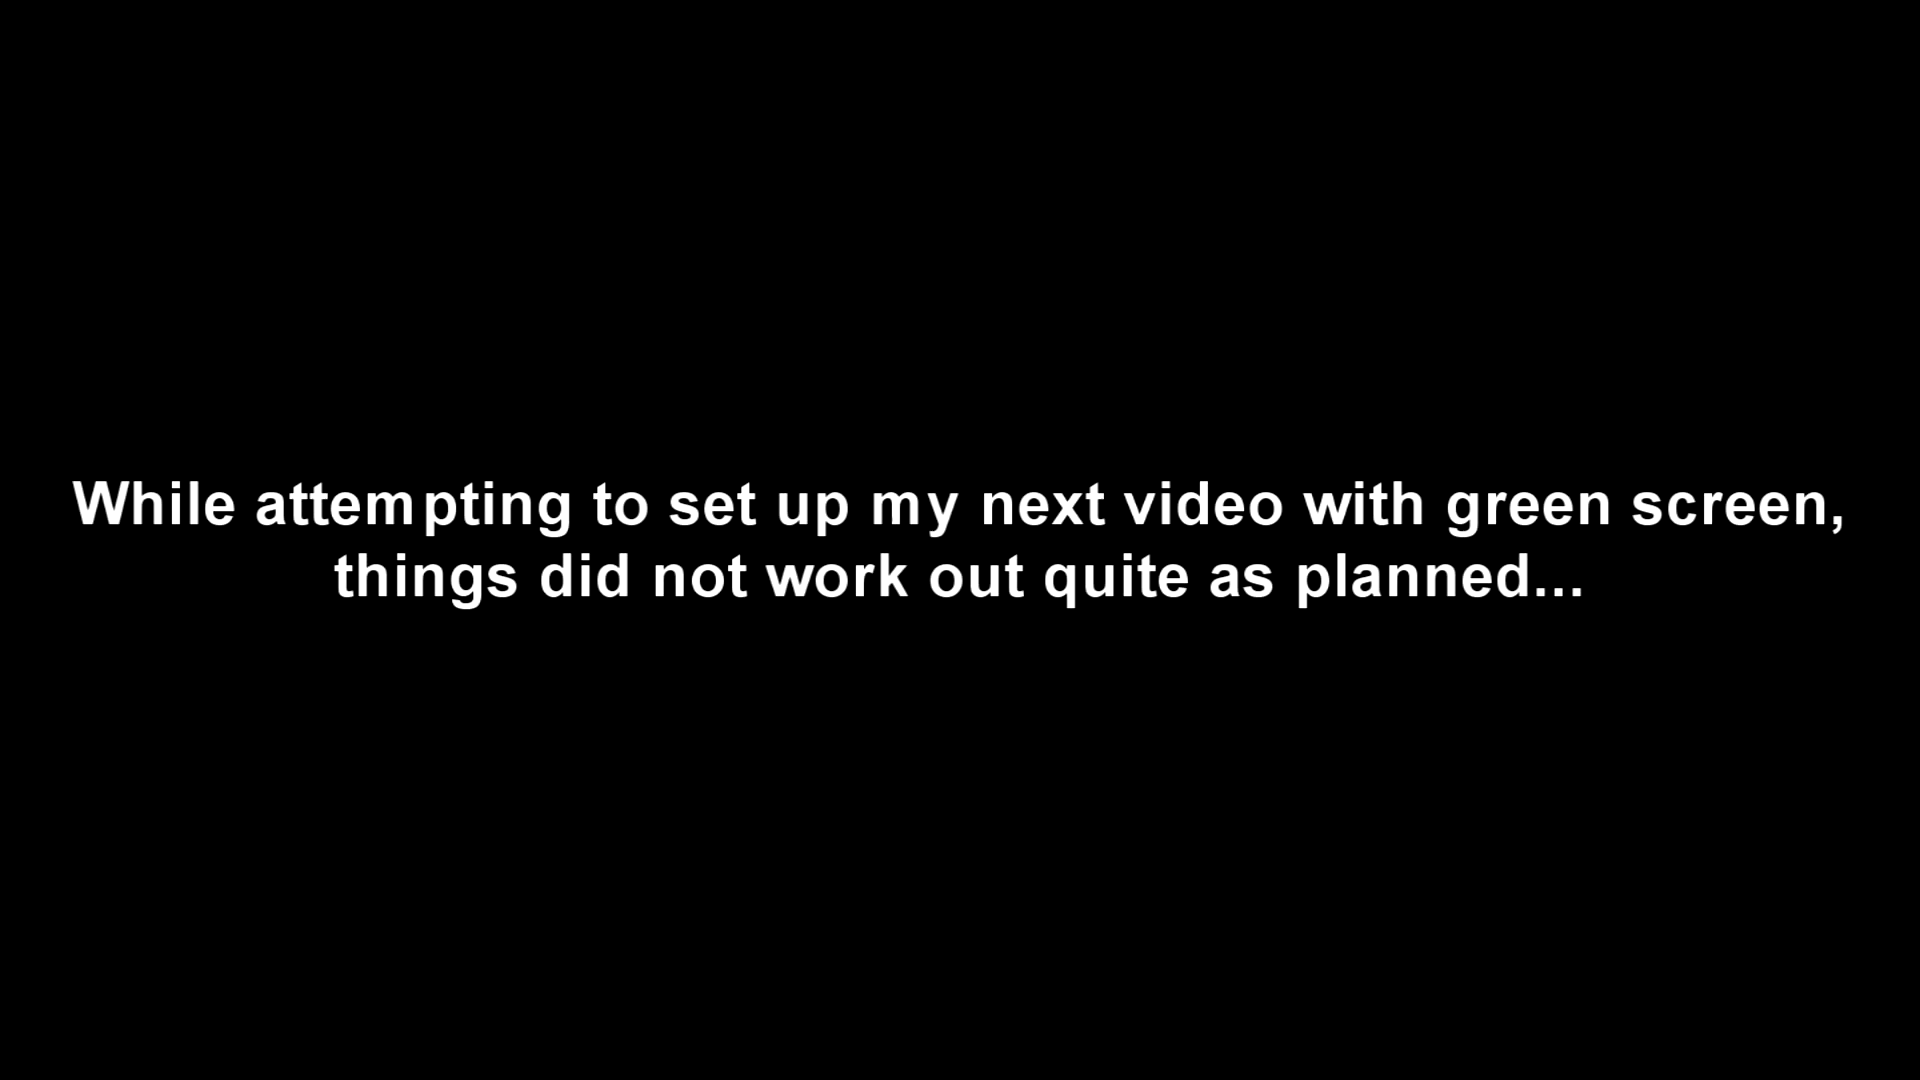 While attempting to set up my next video with green screen,
things did not work out quite as planned...